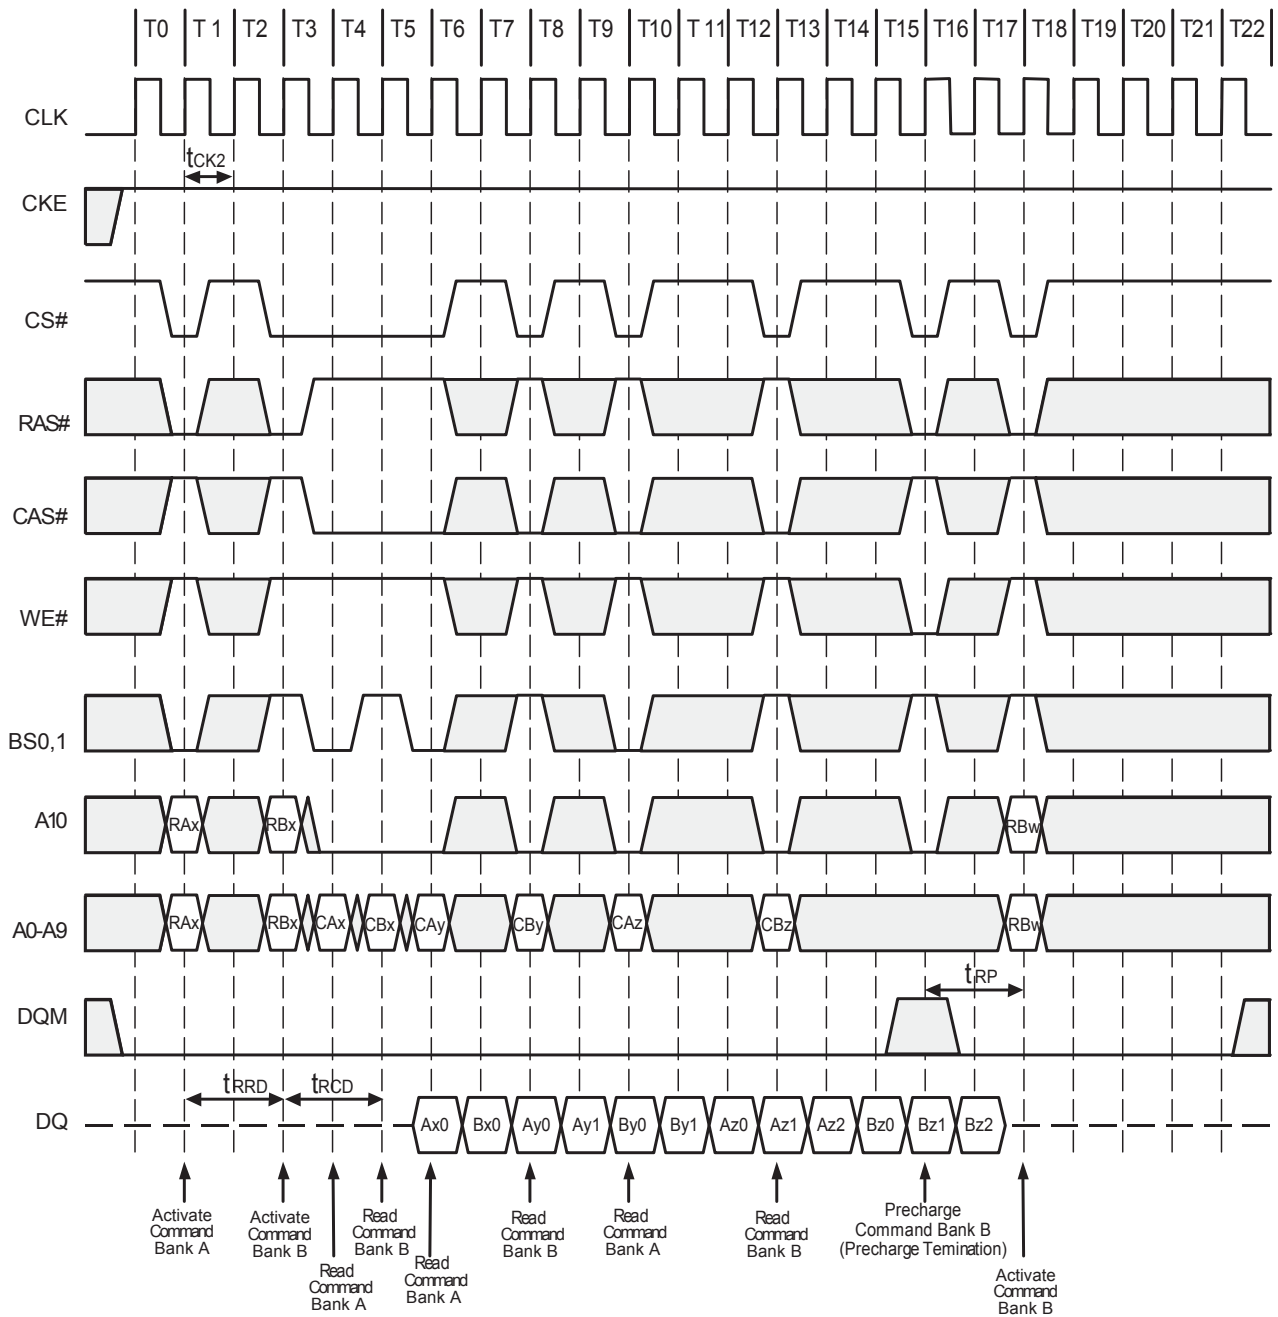 T0 T 1 T2 T3 T4 T5 T6 T7 T8 T9 T10 T 11 T12 T13 T14 T15 T16 T17 T18 T19 T20 T21 T22
CLK
tCK2
CKE
CS#
RAS#
CAS#
WE#
BS0,1
A10
RAx RBx RBw
A0-A9
RAx RBx CAx CBx CAy CBy CAz CBz RBw
tRP
DQM
tRRD tRCD
DQ
Ax0 Bx0 Ay0 Ay1 By0 By1 Az0 Az1 Az2 Bz0 Bz1 Bz2
Activate
Command
Bank A
Activate
Command
Bank B
Read
Command
Bank A
Read
Command
Bank B
Read
Command
Bank A
Read
Command
Bank B
Read
Command
Bank A
Read
Command
Bank B
Precharge
Command Bank B
(Precharge Temination)
Activate
Command
Bank B